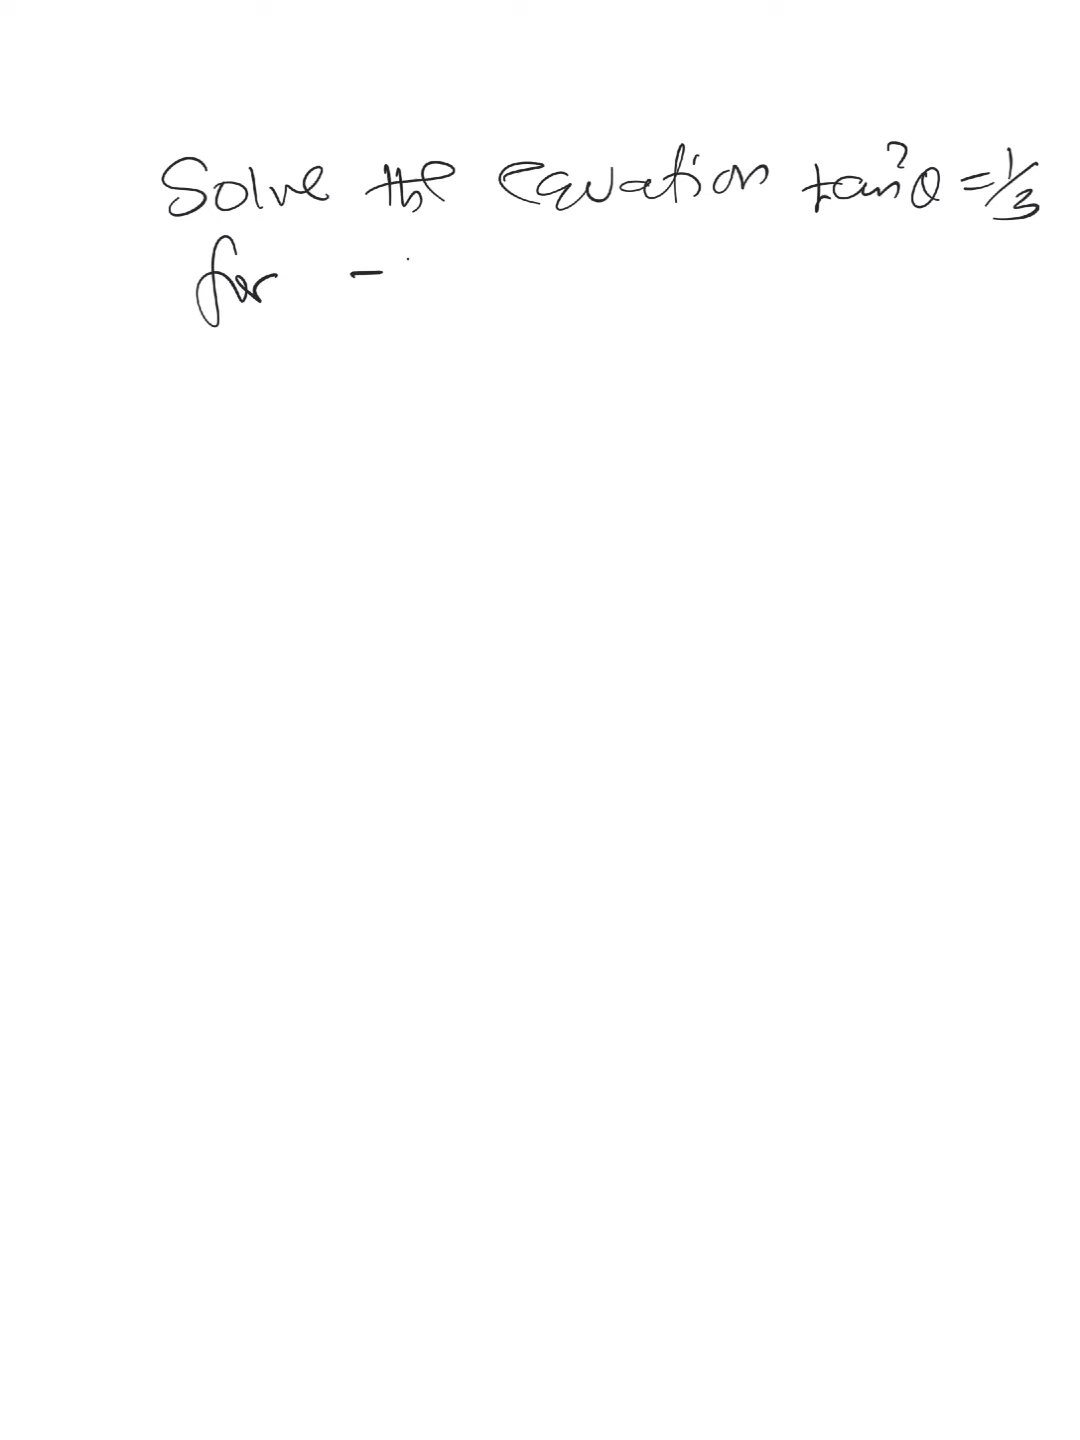 Solve the equation tan²θ = 1/3
for -